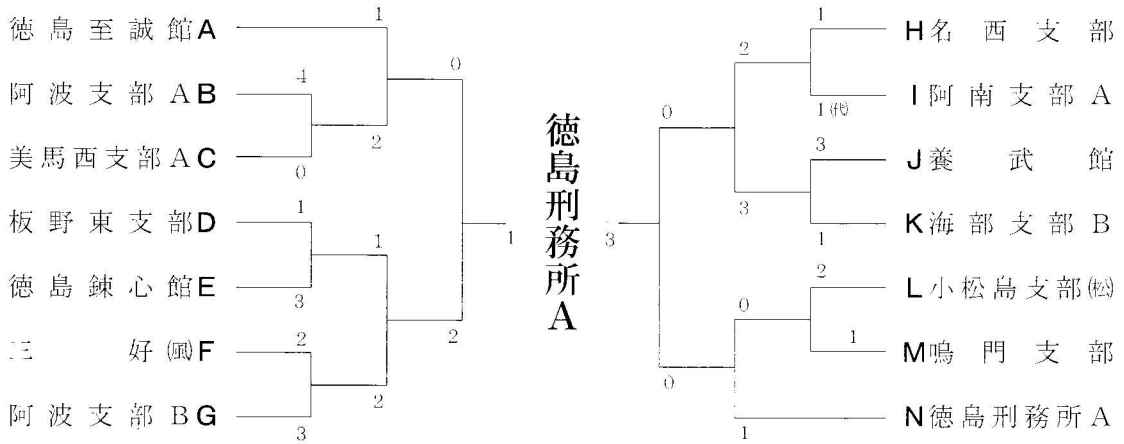 徳島至誠館A
阿波支部AB
美馬西支部AC
板野東支部D
徳島錬心館E
三好(風)F
阿波支部BG
1
4
0
2
1
3
1
2
3
2
0
2
1
徳島刑務所A
3
0
0
2
3
0
1
1
1(代)
3
1
2
1
H名西支部
I阿南支部A
J養武館
K海部支部B
L小松島支部(松)
M鳴門支部
N徳島刑務所A